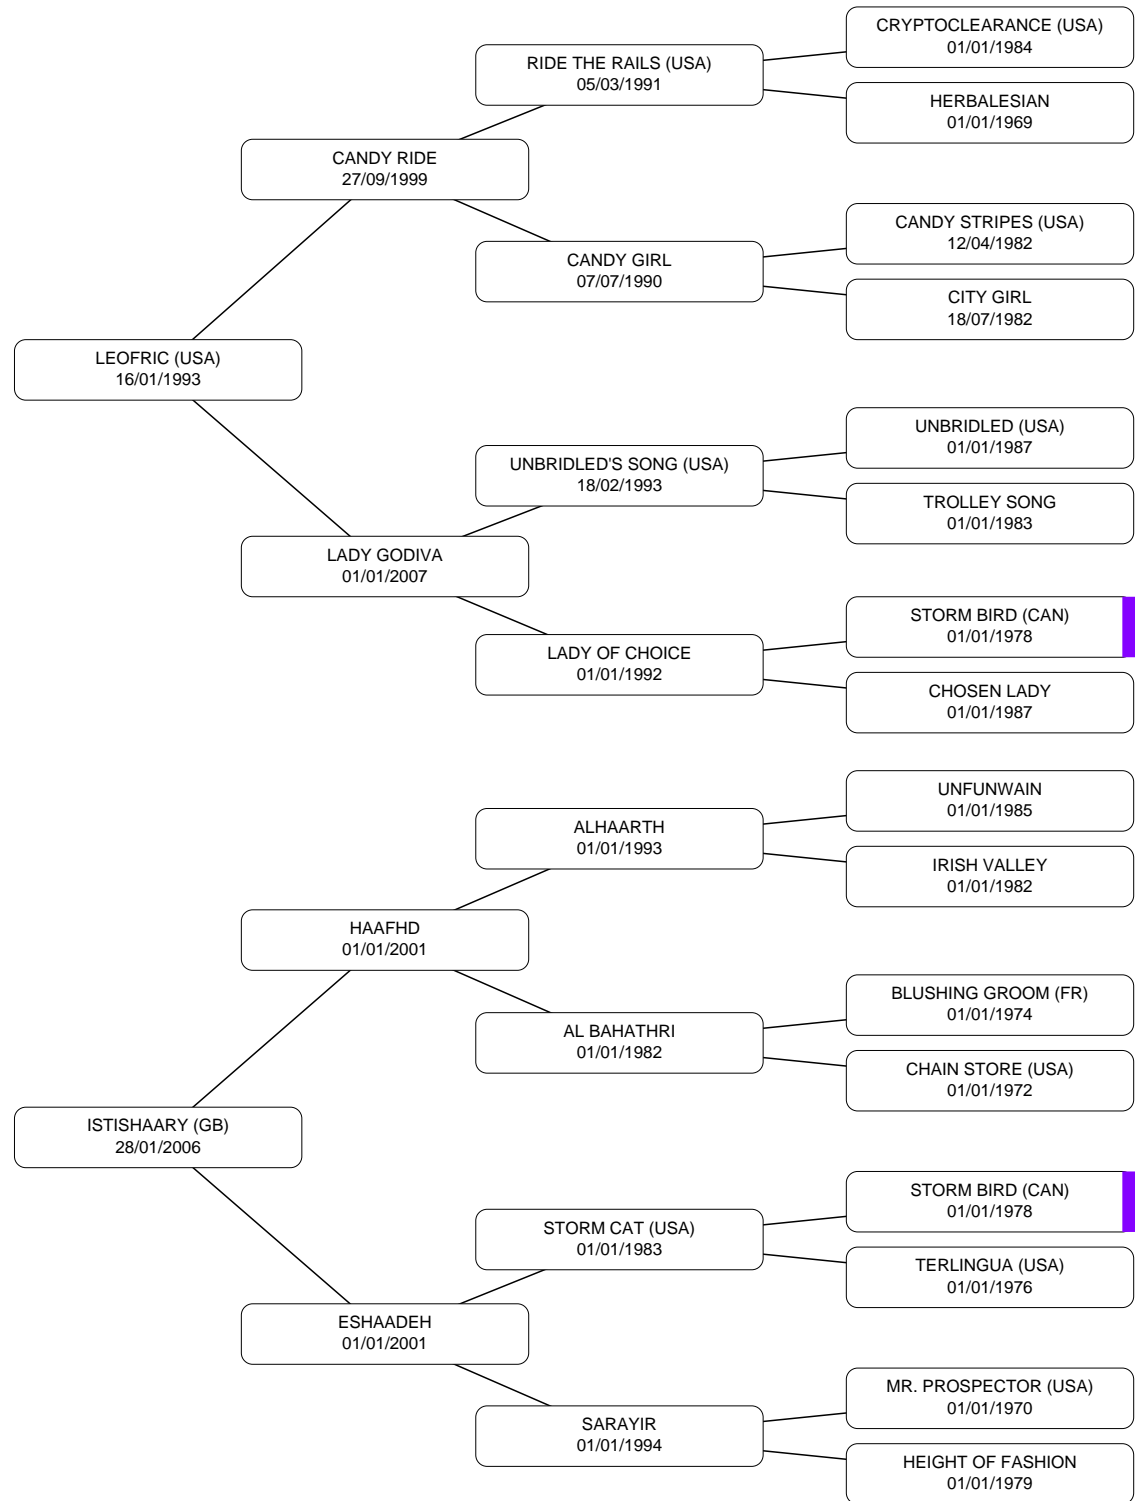 CRYPTOCLEARANCE (USA)
01/01/1984
RIDE THE RAILS (USA)
05/03/1991
HERBALESIAN
01/01/1969
CANDY RIDE
27/09/1999
CANDY STRIPES (USA)
12/04/1982
CANDY GIRL
07/07/1990
CITY GIRL
18/07/1982
LEOFRIC (USA)
16/01/1993
UNBRIDLED (USA)
01/01/1987
UNBRIDLED'S SONG (USA)
18/02/1993
TROLLEY SONG
01/01/1983
LADY GODIVA
01/01/2007
STORM BIRD (CAN)
01/01/1978
LADY OF CHOICE
01/01/1992
CHOSEN LADY
01/01/1987
UNFUNWAIN
01/01/1985
ALHAARTH
01/01/1993
IRISH VALLEY
01/01/1982
HAAFHD
01/01/2001
BLUSHING GROOM (FR)
01/01/1974
AL BAHATHRI
01/01/1982
CHAIN STORE (USA)
01/01/1972
ISTISHAARY (GB)
28/01/2006
STORM BIRD (CAN)
01/01/1978
STORM CAT (USA)
01/01/1983
TERLINGUA (USA)
01/01/1976
ESHAADEH
01/01/2001
MR. PROSPECTOR (USA)
01/01/1970
SARAYIR
01/01/1994
HEIGHT OF FASHION
01/01/1979